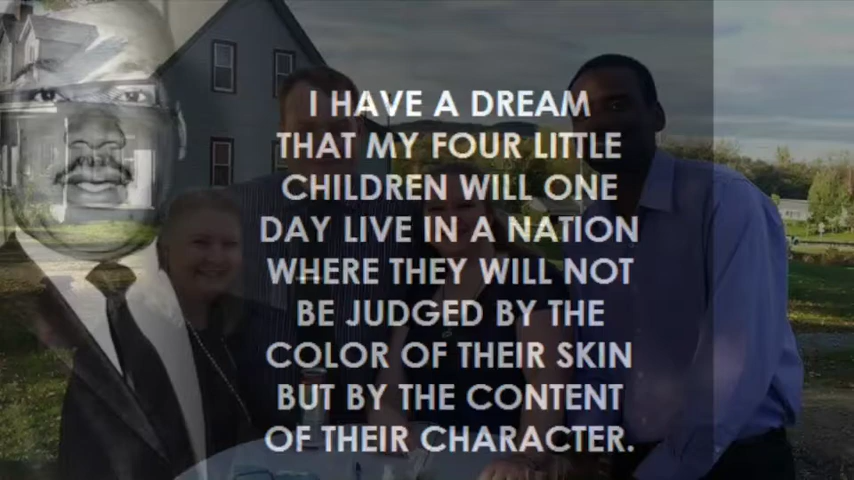 I HAVE A DREAM
THAT MY FOUR LITTLE
CHILDREN WILL ONE
DAY LIVE IN A NATION
WHERE THEY WILL NOT
BE JUDGED BY THE
COLOR OF THEIR SKIN
BUT BY THE CONTENT
OF THEIR CHARACTER.